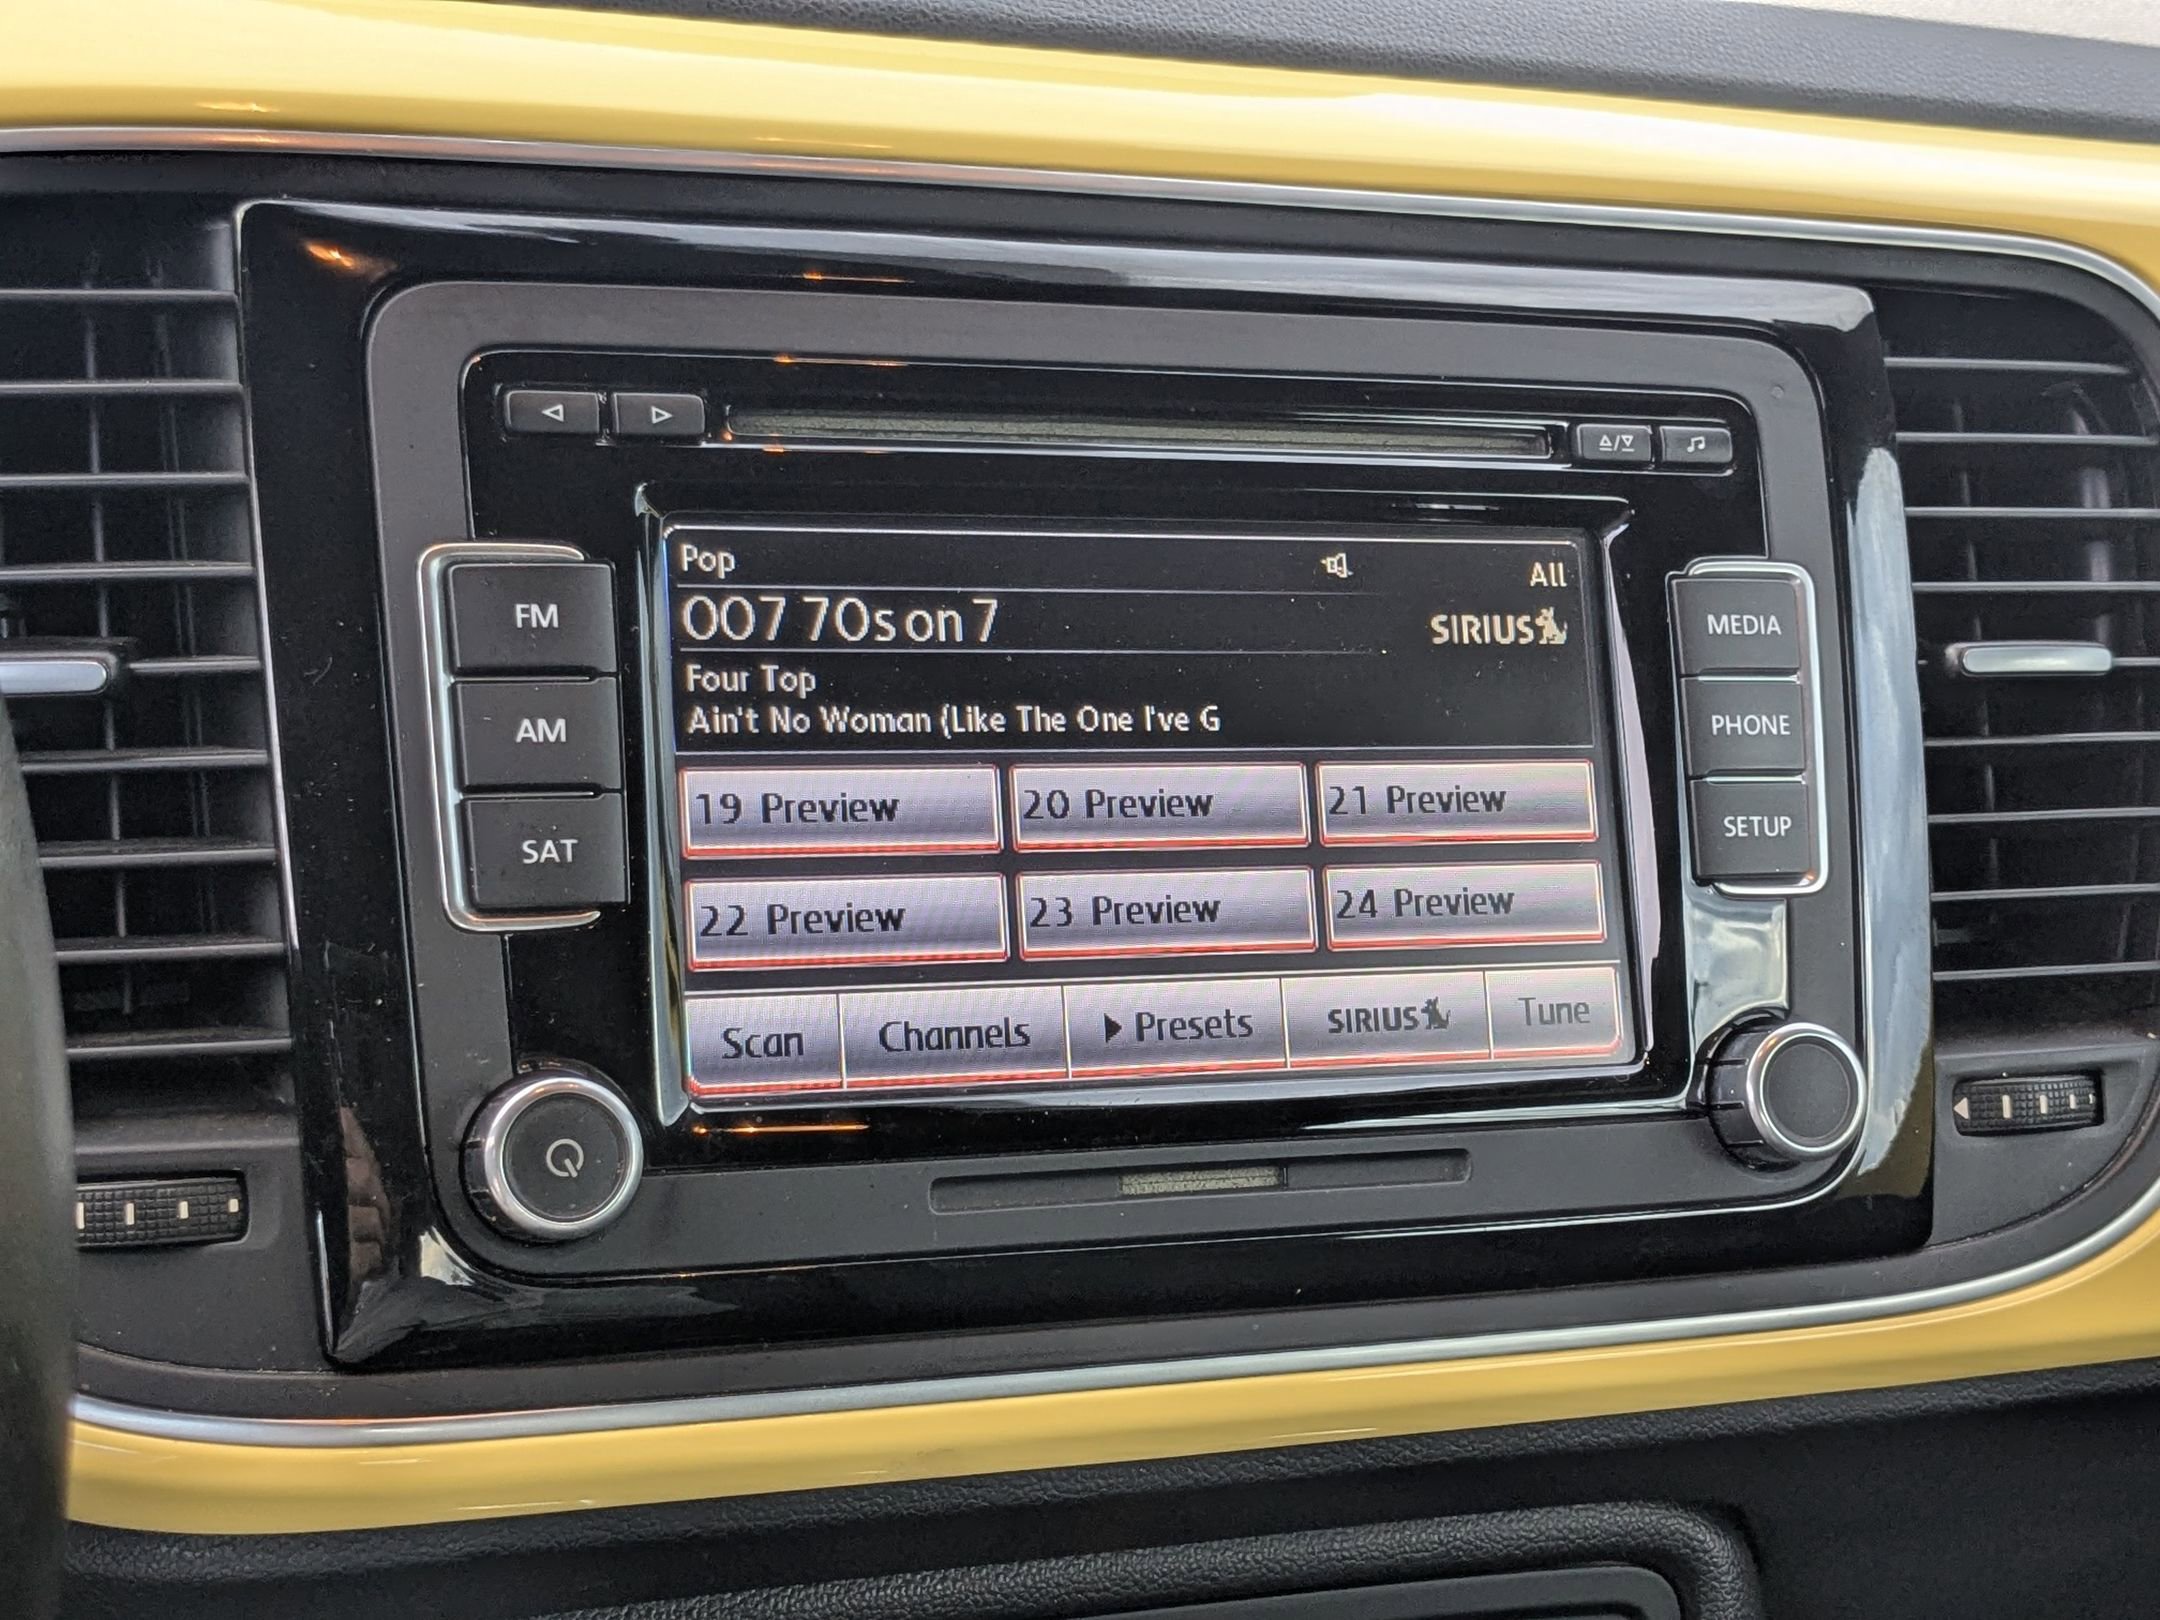 FM
AM
SAT
Pop
All
007 70s on 7
SIRIUS
Four Top
Ain't No Woman (Like The One I've G
19 Preview
20 Preview
21 Preview
22 Preview
23 Preview
24 Preview
Scan
Channels
Presets
SIRIUS
Tune
MEDIA
PHONE
SETUP